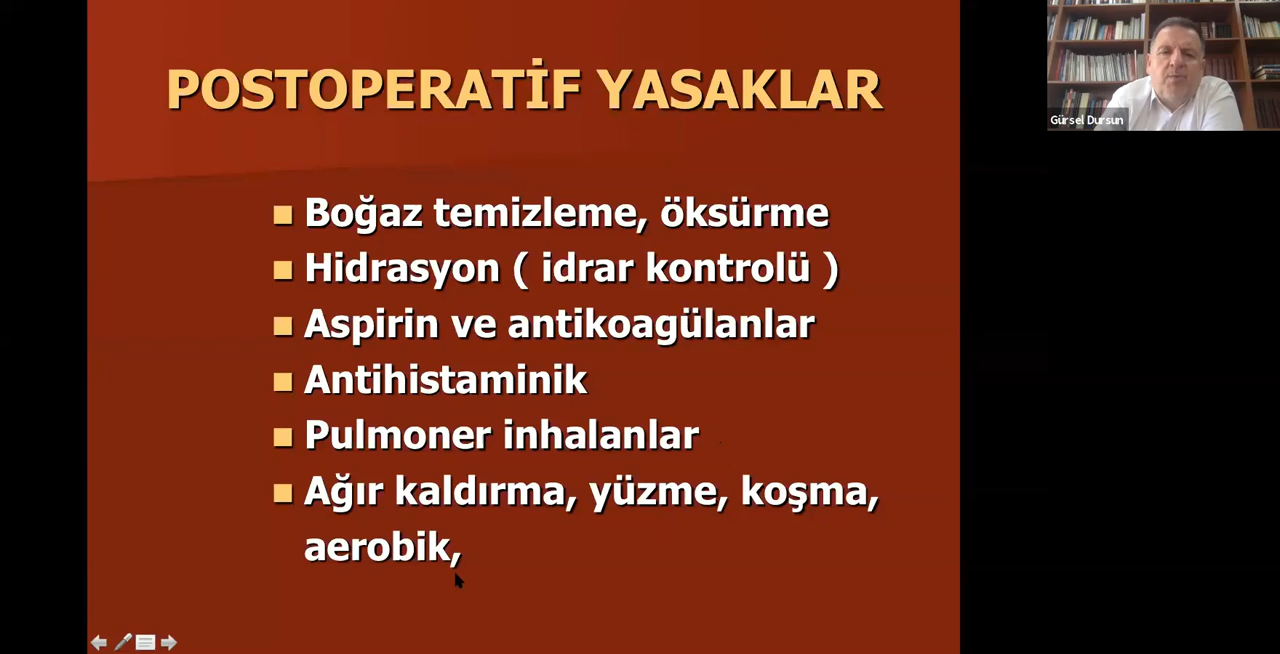 POSTOPERATİF YASAKLAR
Boğaz temizleme, öksürme
Hidrasyon ( idrar kontrolü )
Aspirin ve antikoagülanlar
Antihistaminik
Pulmoner inhalanlar
Ağır kaldırma, yüzme, koşma,
aerobik,
Gürsel Dursun